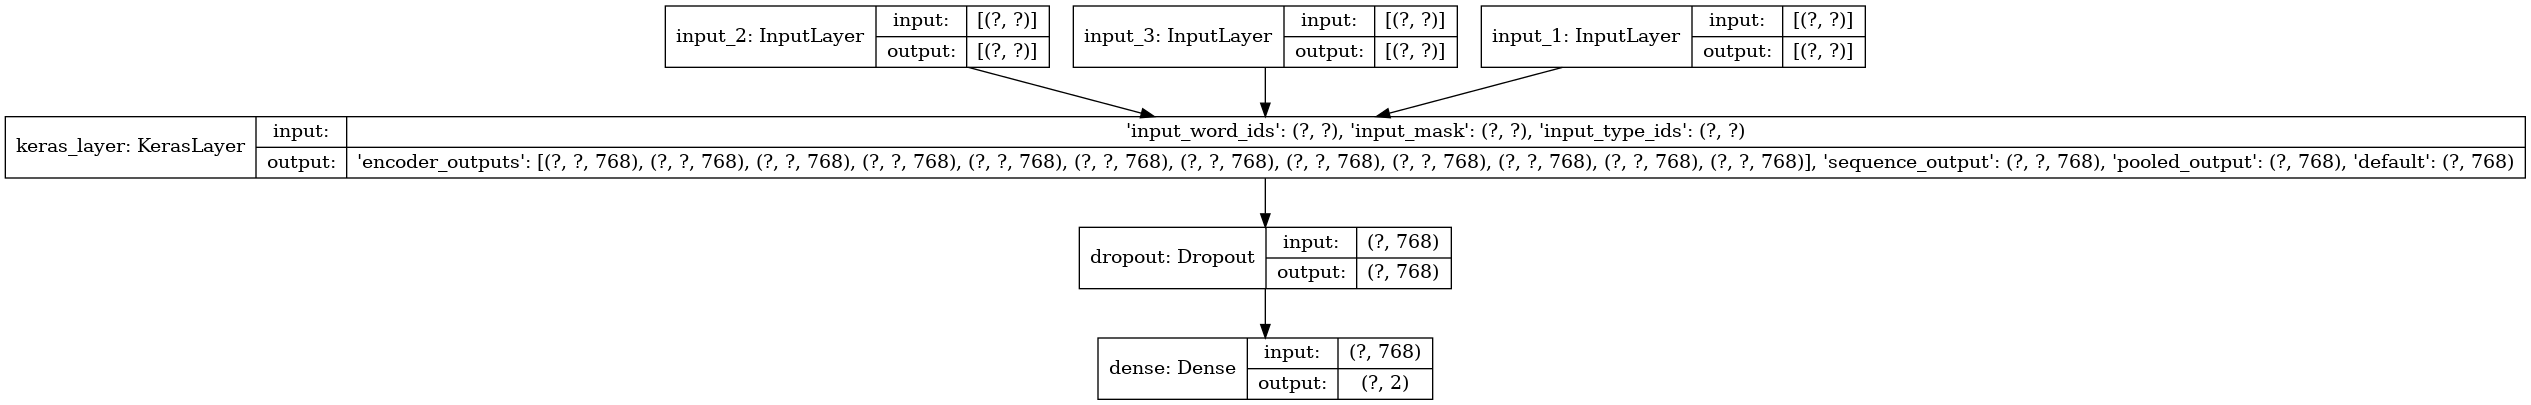 input_2: InputLayer input: [(?, ?)] output: [(?, ?)]
input_3: InputLayer input: [(?, ?)] output: [(?, ?)]
input_1: InputLayer input: [(?, ?)] output: [(?, ?)]
keras_layer: KerasLayer
input: 'input_word_ids': (?, ?), 'input_mask': (?, ?), 'input_type_ids': (?, ?)
output: 'encoder_outputs': [(?, ?, 768), (?, ?, 768), (?, ?, 768), (?, ?, 768), (?, ?, 768), (?, ?, 768), (?, ?, 768), (?, ?, 768), (?, ?, 768), (?, ?, 768), (?, ?, 768), (?, ?, 768)], 'sequence_output': (?, ?, 768), 'pooled_output': (?, 768), 'default': (?, 768)
dropout: Dropout
input: (?, 768)
output: (?, 768)
dense: Dense
input: (?, 768)
output: (?, 2)